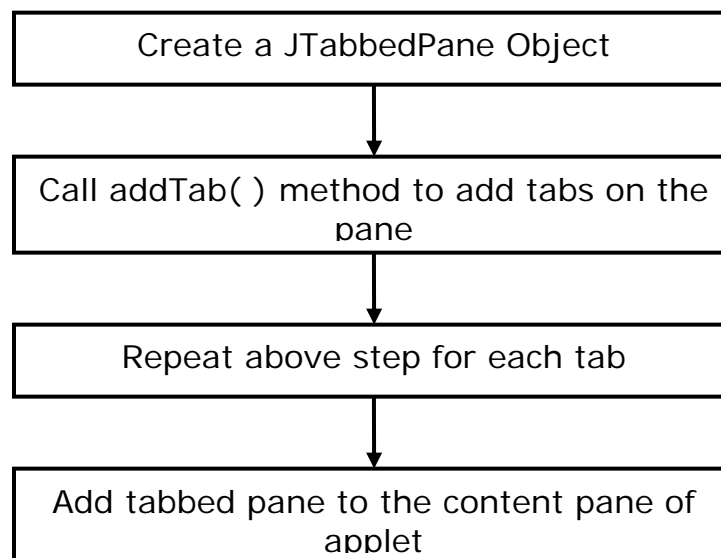 Create a JTabbedPane Object
Call addTab( ) method to add tabs on the
pane
Repeat above step for each tab
Add tabbed pane to the content pane of
applet